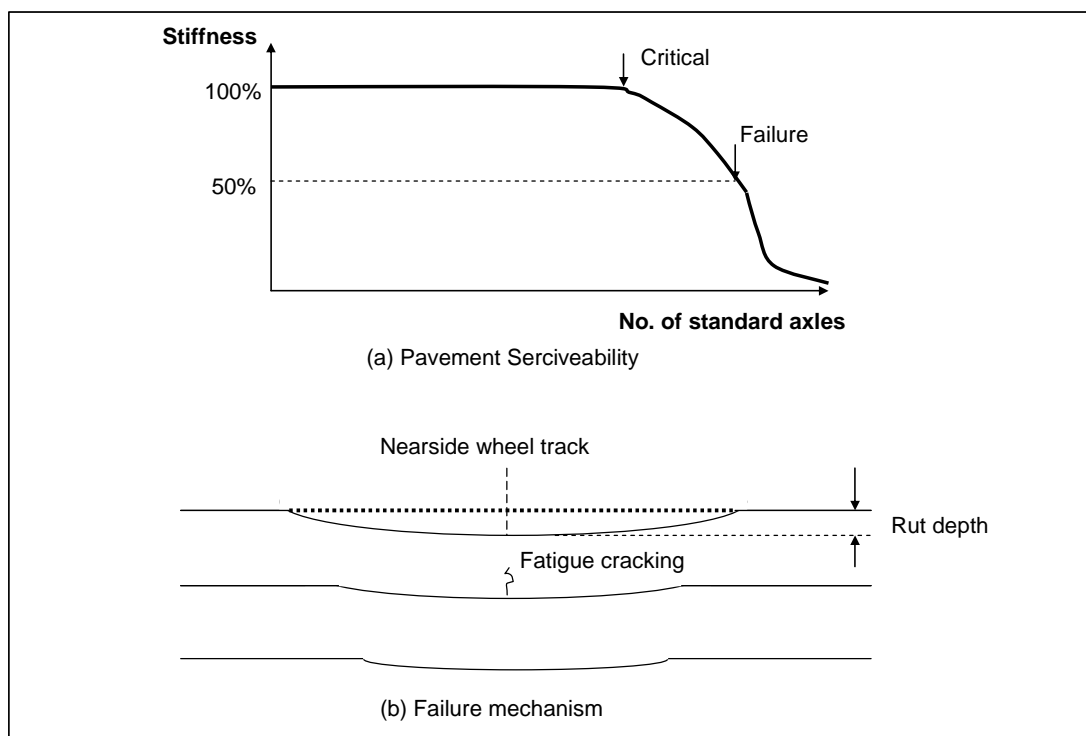 Stiffness
Critical
100%
Failure
50%
No. of standard axles
(a) Pavement Serciveability
Nearside wheel track
Rut depth
Fatigue cracking
(b) Failure mechanism